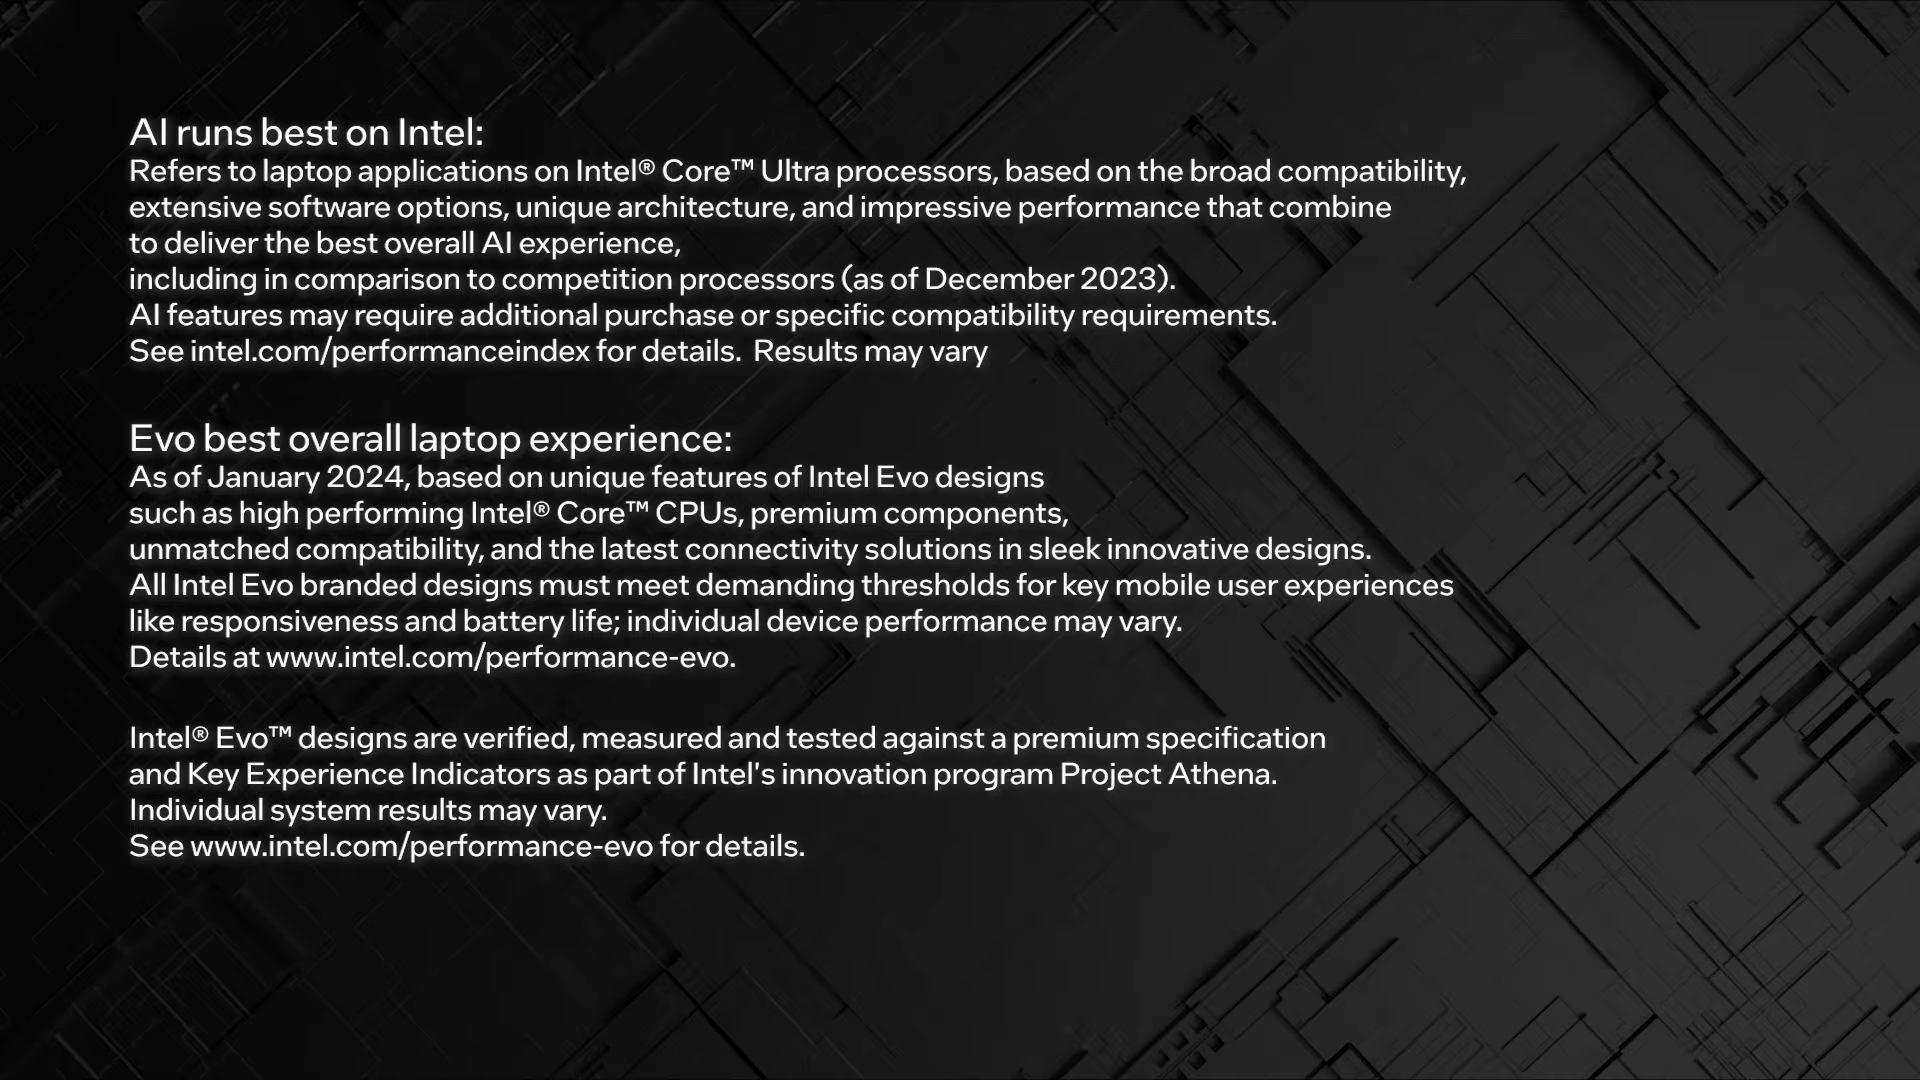 AI runs best on Intel:
Refers to laptop applications on Intel® Core™ Ultra processors, based on the broad compatibility,
extensive software options, unique architecture, and impressive performance that combine
to deliver the best overall AI experience,
including in comparison to competition processors (as of December 2023).
AI features may require additional purchase or specific compatibility requirements.
See intel.com/performanceindex for details.  Results may vary
Evo best overall laptop experience:
As of January 2024, based on unique features of Intel Evo designs
such as high performing Intel® Core™ CPUs, premium components,
unmatched compatibility, and the latest connectivity solutions in sleek innovative designs.
All Intel Evo branded designs must meet demanding thresholds for key mobile user experiences
like responsiveness and battery life; individual device performance may vary.
Details at www.intel.com/performance-evo.
Intel® Evo™ designs are verified, measured and tested against a premium specification
and Key Experience Indicators as part of Intel's innovation program Project Athena.
Individual system results may vary.
See www.intel.com/performance-evo for details.